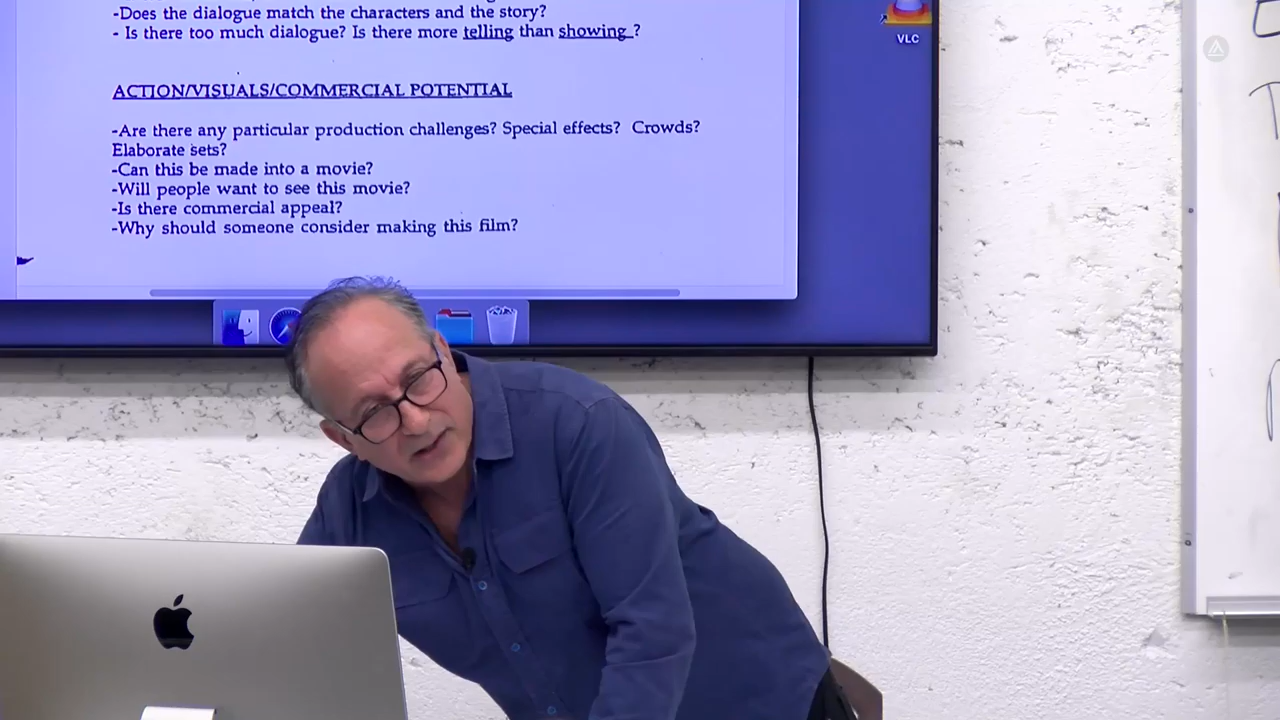 -Does the dialogue match the characters and the story?
- Is there too much dialogue? Is there more telling than showing ?
ACTION/VISUALS/COMMERCIAL POTENTIAL
-Are there any particular production challenges? Special effects? Crowds?
Elaborate sets?
-Can this be made into a movie?
-Will people want to see this movie?
-Is there commercial appeal?
-Why should someone consider making this film?
VLC